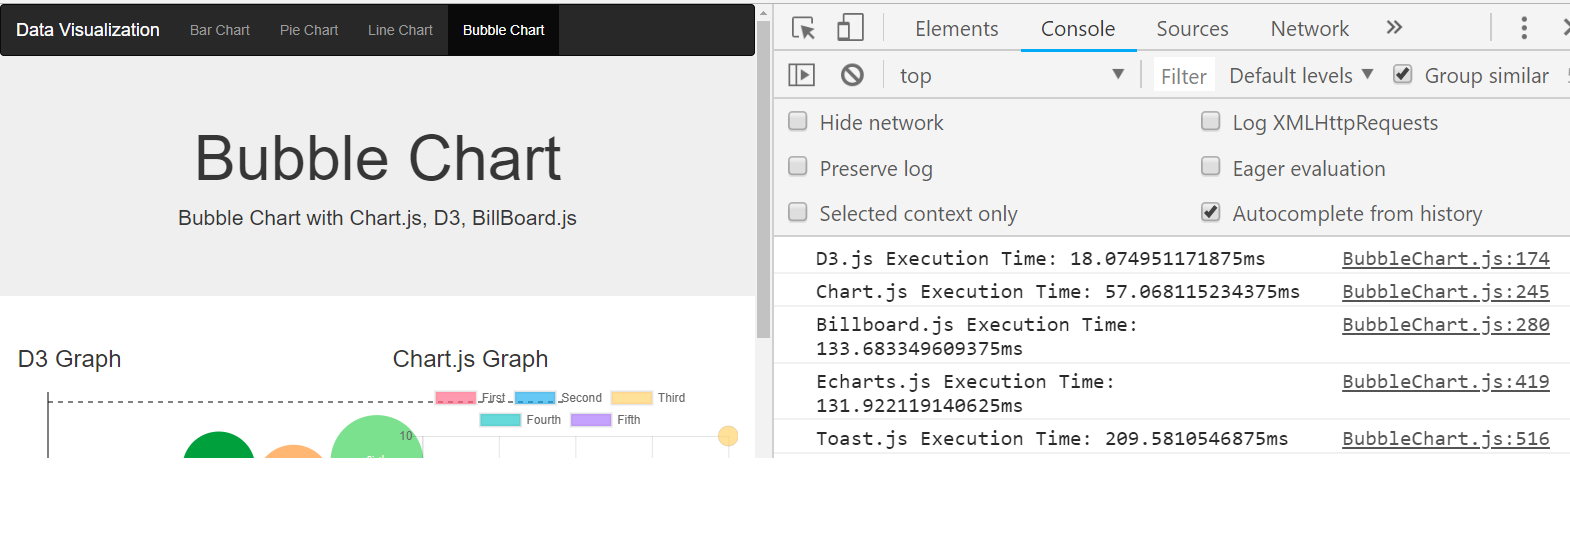 Data Visualization Bar Chart Pie Chart Line Chart Bubble Chart
Bubble Chart
Bubble Chart with Chart.js, D3, BillBoard.js
D3 Graph
Chart.js Graph
First Second Third
Fourth Fifth
10
Elements Console Sources Network »
top Filter Default levels Group similar
Hide network Log XMLHttpRequests
Preserve log Eager evaluation
Selected context only Autocomplete from history
D3.js Execution Time: 18.074951171875ms BubbleChart.js:174
Chart.js Execution Time: 57.068115234375ms BubbleChart.js:245
Billboard.js Execution Time: BubbleChart.js:280
133.683349609375ms
Echarts.js Execution Time: BubbleChart.js:419
131.922119140625ms
Toast.js Execution Time: 209.5810546875ms BubbleChart.js:516